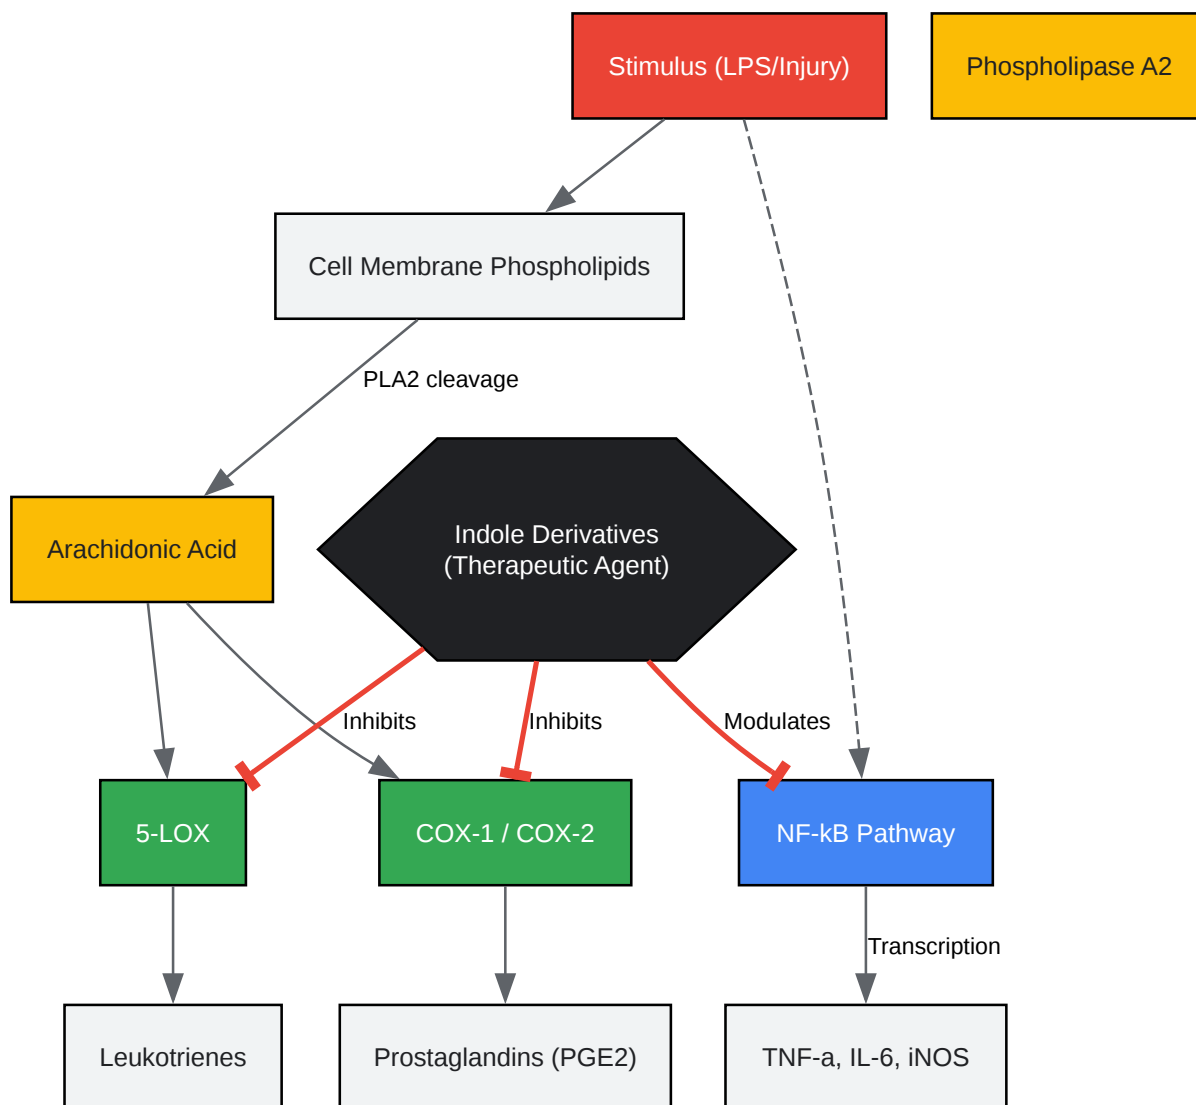 Stimulus (LPS/Injury)
Phospholipase A2
Cell Membrane Phospholipids
PLA2 cleavage
Arachidonic Acid
Indole Derivatives
(Therapeutic Agent)
Inhibits
Inhibits
Modulates
5-LOX
COX-1 / COX-2
NF-kB Pathway
Transcription
Leukotrienes
Prostaglandins (PGE2)
TNF-a, IL-6, iNOS